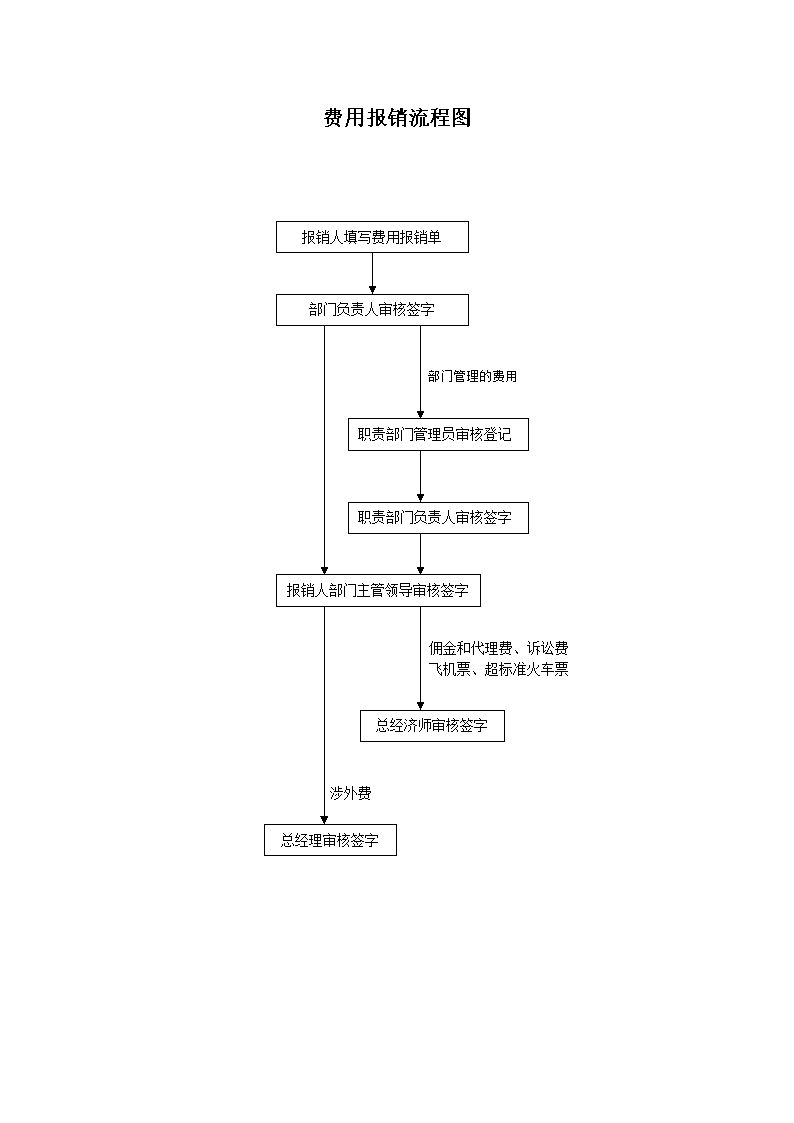 费用报销流程图
报销人填写费用报销单
部门负责人审核签字
部门管理的费用
职责部门管理员审核登记
职责部门负责人审核签字
报销人部门主管领导审核签字
佣金和代理费、诉讼费
飞机票、超标准火车票
总经济师审核签字
涉外费
总经理审核签字